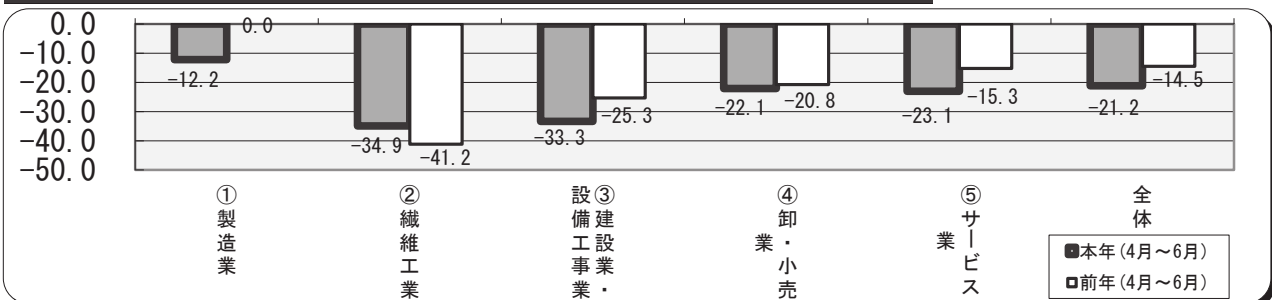 0.0
-10.0
-20.0
-30.0
-40.0
-50.0
-12.2
0.0
-34.9
-41.2
-33.3
-25.3
-22.1
-20.8
-23.1
-15.3
-21.2
-14.5
①製造業
②繊維工業
③建設業・
設備工事業
④卸・小売
業
⑤サービス
業
全体
本年(4月～6月)
前年(4月～6月)